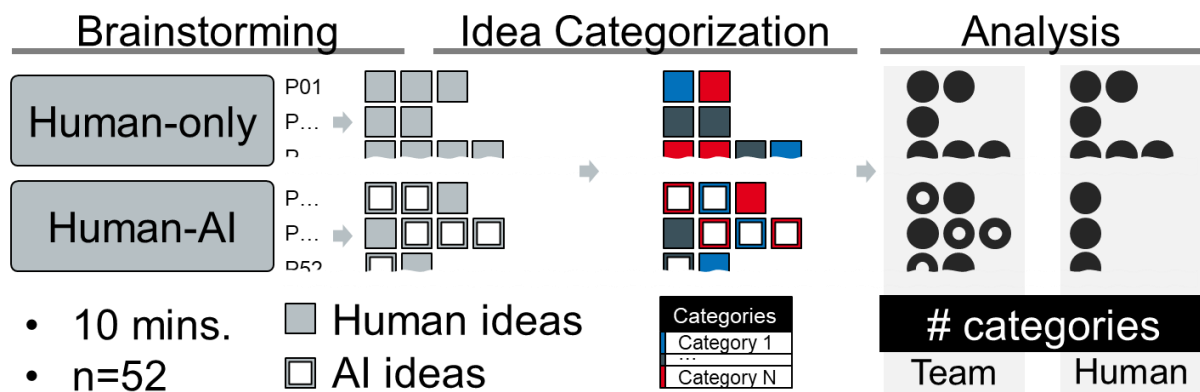 Brainstorming
Idea Categorization
Analysis
Human-only
P01
P...
Human-AI
P...
P...
P52
• 10 mins.
• n=52
Human ideas
AI ideas
Categories
Category 1
...
Category N
# categories
Team
Human